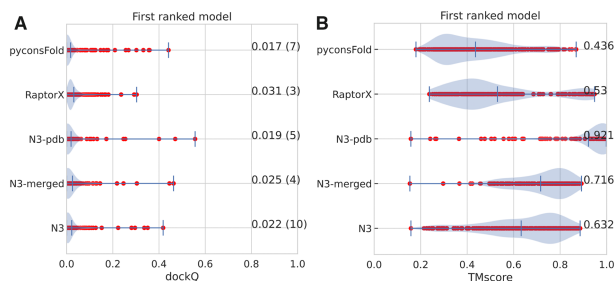 A
First ranked model
pyconsFold
0.017 (7)
RaptorX
0.031 (3)
N3-pdb
0.019 (5)
N3-merged
0.025 (4)
N3
0.022 (10)
0.0 0.2 0.4 0.6 0.8 1.0
dockQ
B
First ranked model
pyconsFold
0.436
RaptorX
0.53
N3-pdb
0.921
N3-merged
0.716
N3
0.632
0.0 0.2 0.4 0.6 0.8 1.0
TMscore